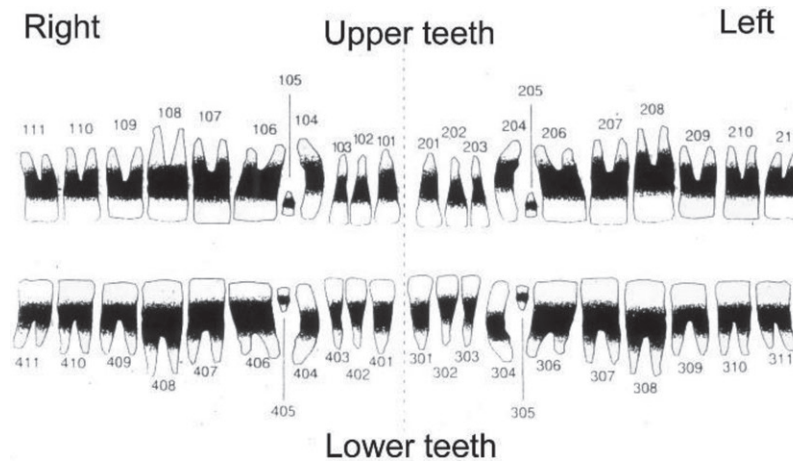 Right Upper teeth Left
105 205
111 110 109 108 107 106 104 103 102 101 201 202 203 204 206 207 208 209 210 21
411 410 409 408 407 406 404 403 402 401 301 302 303 304 306 307 308 309 310 311
405 305
Lower teeth